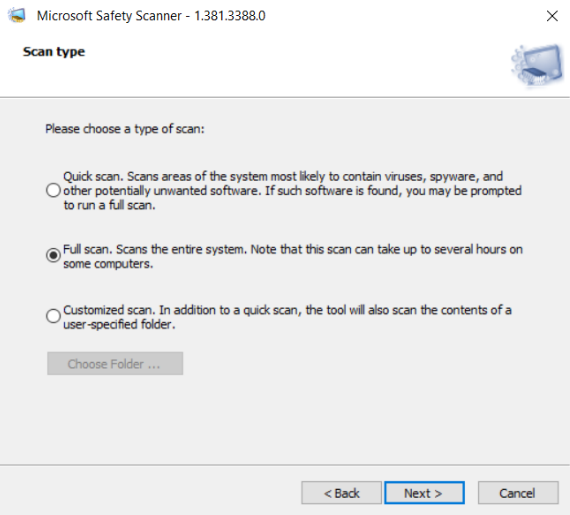 Microsoft Safety Scanner - 1.381.3388.0
Scan type
Please choose a type of scan:
Quick scan. Scans areas of the system most likely to contain viruses, spyware, and
other potentially unwanted software. If such software is found, you may be prompted
to run a full scan.
Full scan. Scans the entire system. Note that this scan can take up to several hours on
some computers.
Customized scan. In addition to a quick scan, the tool will also scan the contents of a
user-specified folder.
Choose Folder ...
< Back
Next >
Cancel